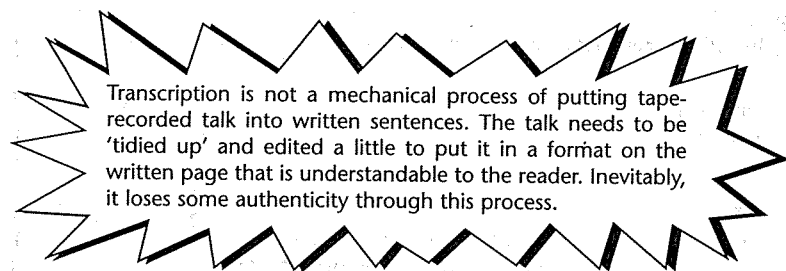 Transcription is not a mechanical process of putting tape-
recorded talk into written sentences. The talk needs to be
'tidied up' and edited a little to put it in a format on the
written page that is understandable to the reader. Inevitably,
it loses some authenticity through this process.